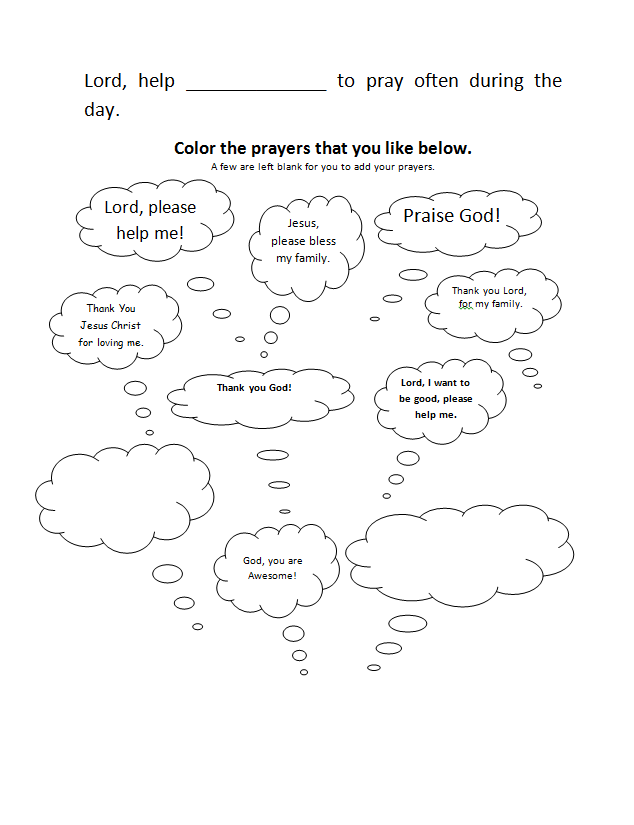 Lord, help ______________ to pray often during the
day.
Color the prayers that you like below.
A few are left blank for you to add your prayers.
Lord, please
help me!
Jesus,
please bless
my family.
Praise God!
Thank You
Jesus Christ
for loving me.
Thank you Lord,
for my family.
Thank you God!
Lord, I want to
be good, please
help me.
God, you are
Awesome!